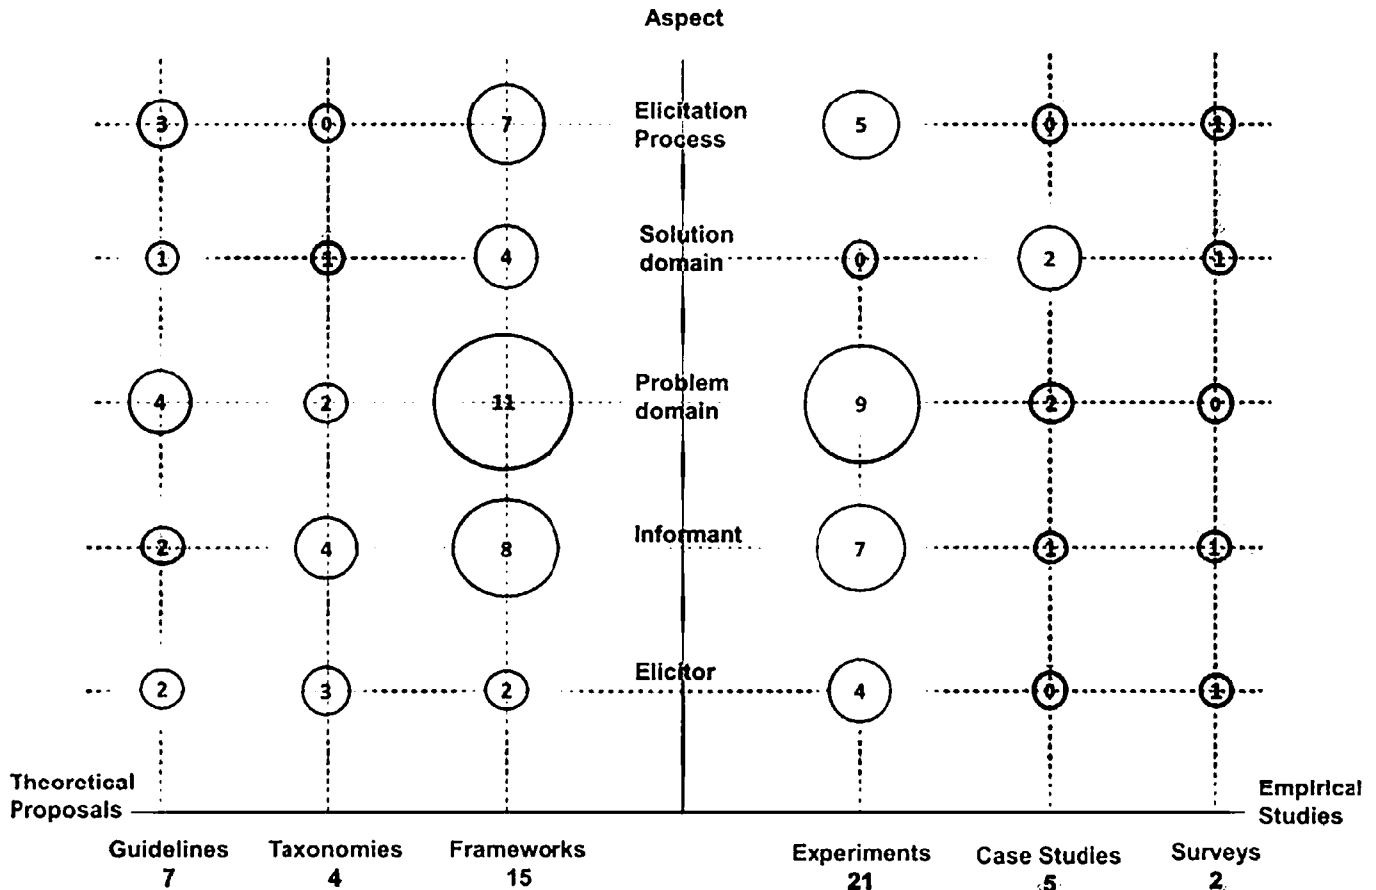 Aspect
3 0 7 Elicitation Process 5 0 1
1 1 4 Solution domain 0 2 1
4 2 11 Problem domain 9 2 0
2 4 8 Informant 7 1 1
2 3 2 Elicitor 4 0 1
Theoretical Proposals
Empirical Studies
Guidelines Taxonomies Frameworks Experiments Case Studies Surveys
7 4 15 21 5 2